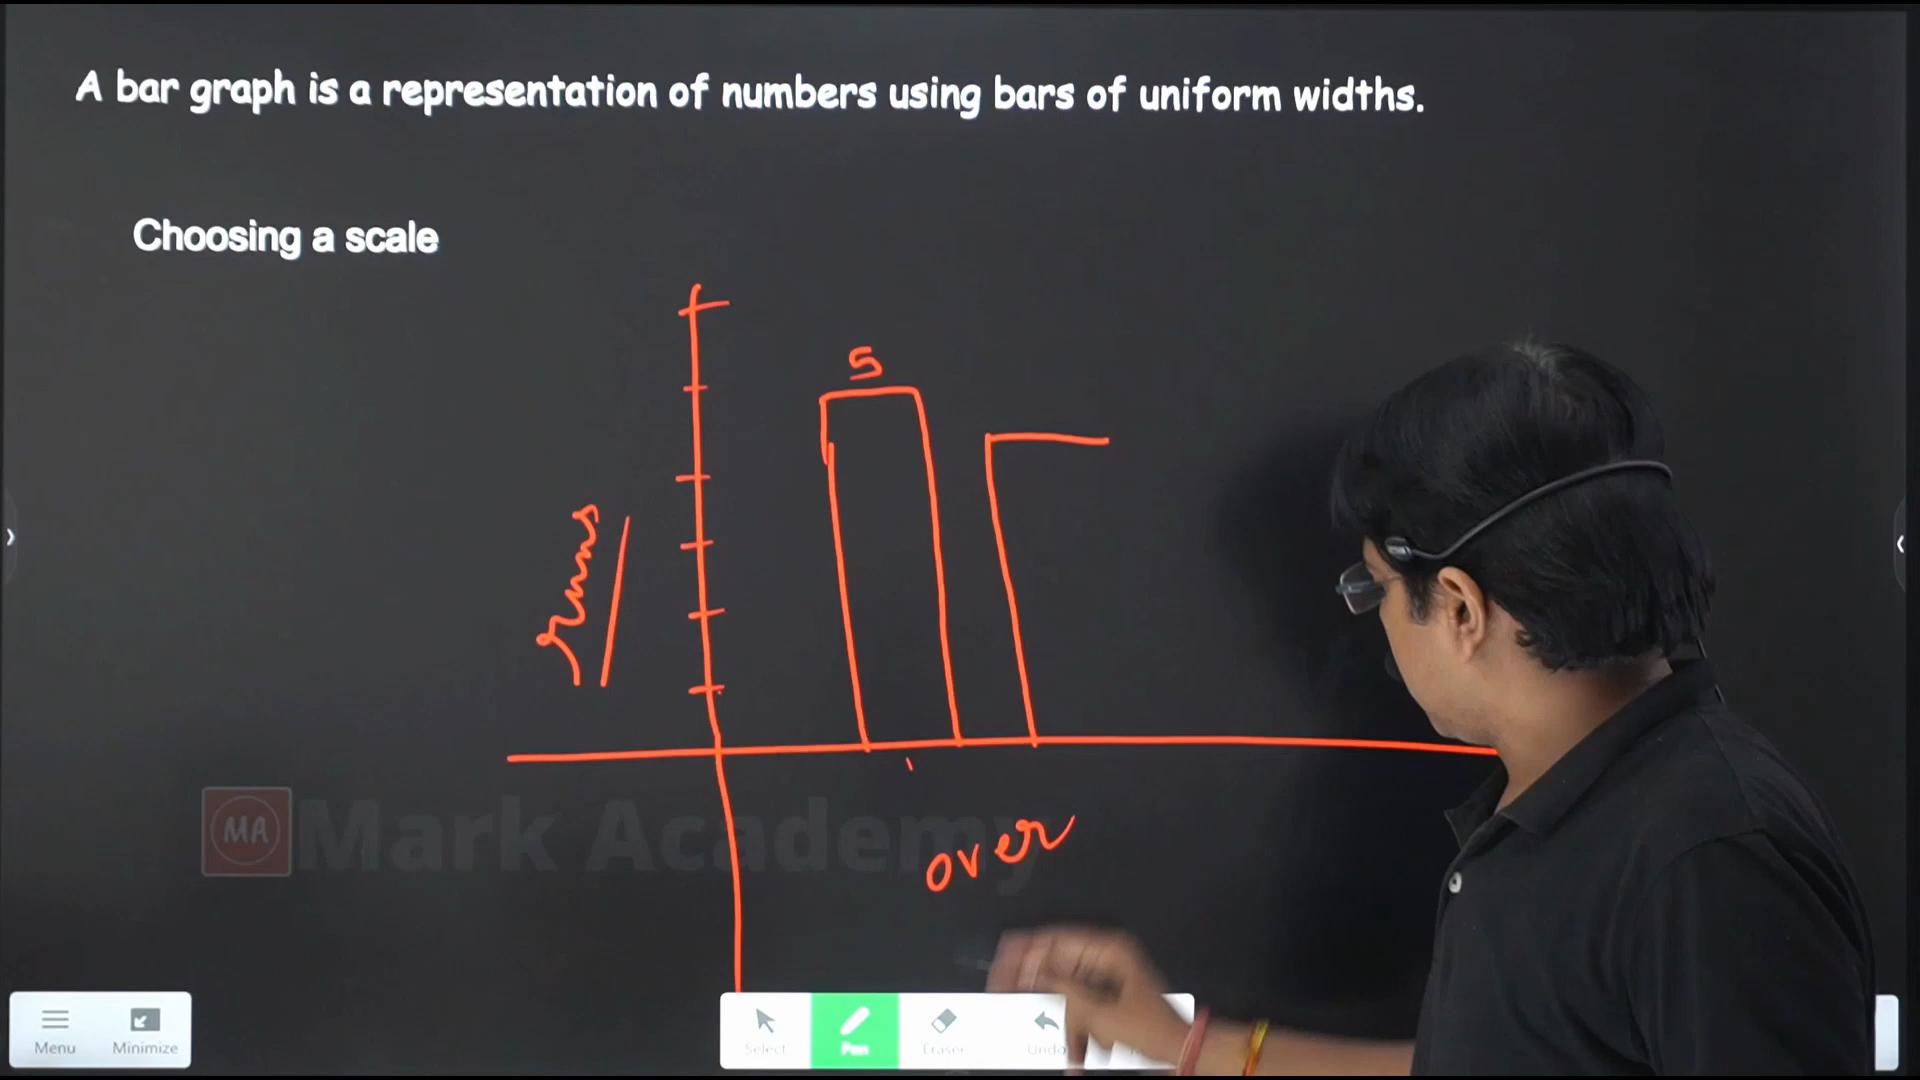 A bar graph is a representation of numbers using bars of uniform widths.
Choosing a scale
5
runs
over
MA Mark Academy
Menu
Minimize
Select
Pen
Eraser
Undo